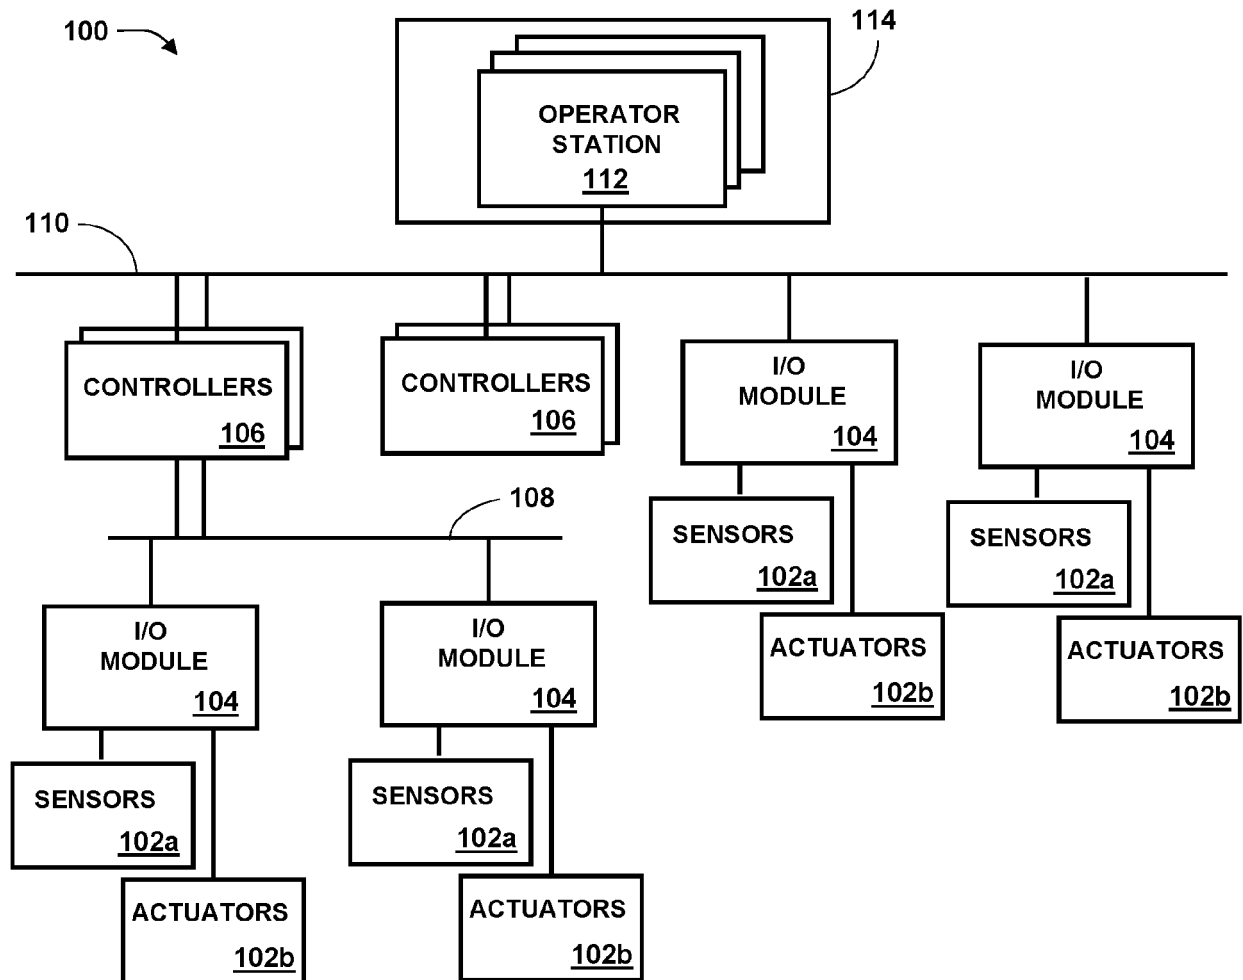 100
114
OPERATOR
STATION
112
110
CONTROLLERS
106
CONTROLLERS
106
I/O
MODULE
104
I/O
MODULE
104
108
SENSORS
102a
SENSORS
102a
ACTUATORS
102b
ACTUATORS
102b
I/O
MODULE
104
I/O
MODULE
104
SENSORS
102a
SENSORS
102a
ACTUATORS
102b
ACTUATORS
102b